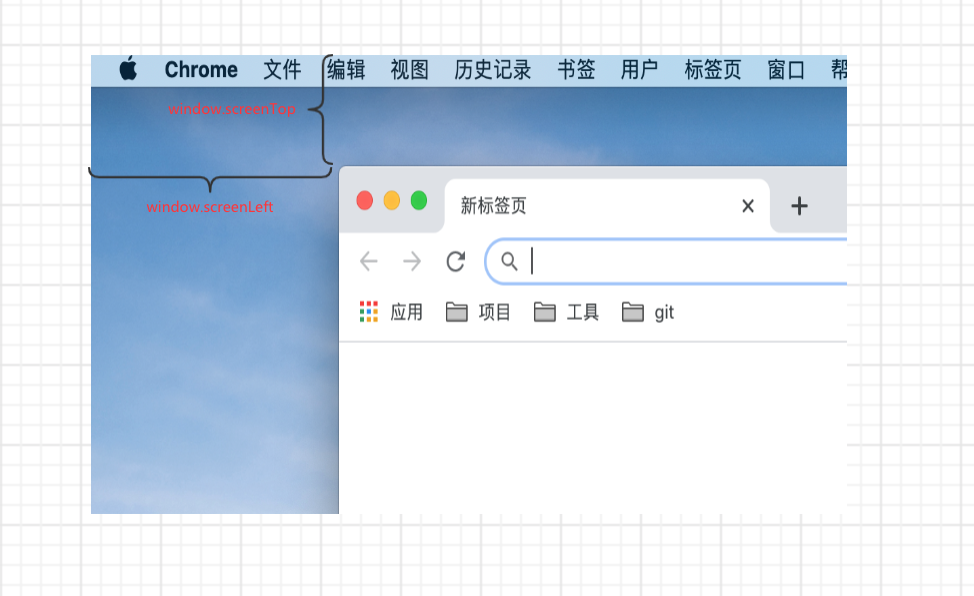 Chrome 文件 编辑 视图 历史记录 书签 用户 标签页 窗口 帮
window.screenTop
window.screenLeft
新标签页
应用 项目 工具 git